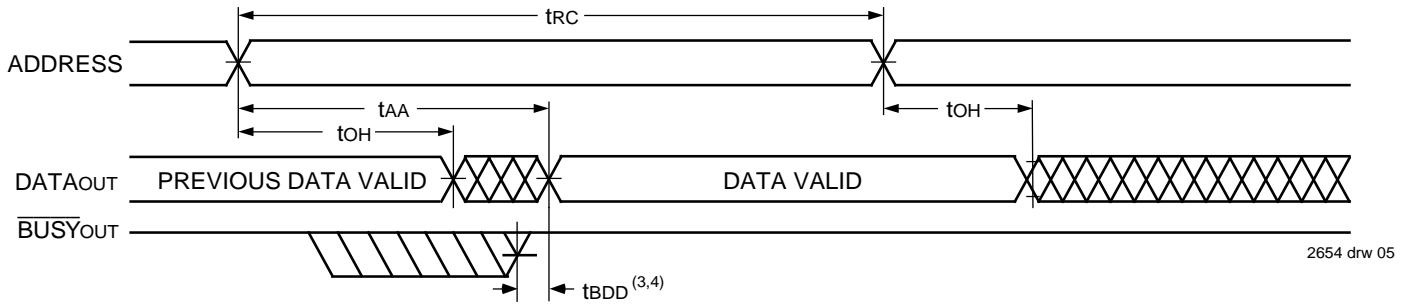 tRC
ADDRESS
tAA
tOH
tOH
DATAOUT
PREVIOUS DATA VALID
DATA VALID
BUSYOUT
2654 drw 05
tBDD (3,4)